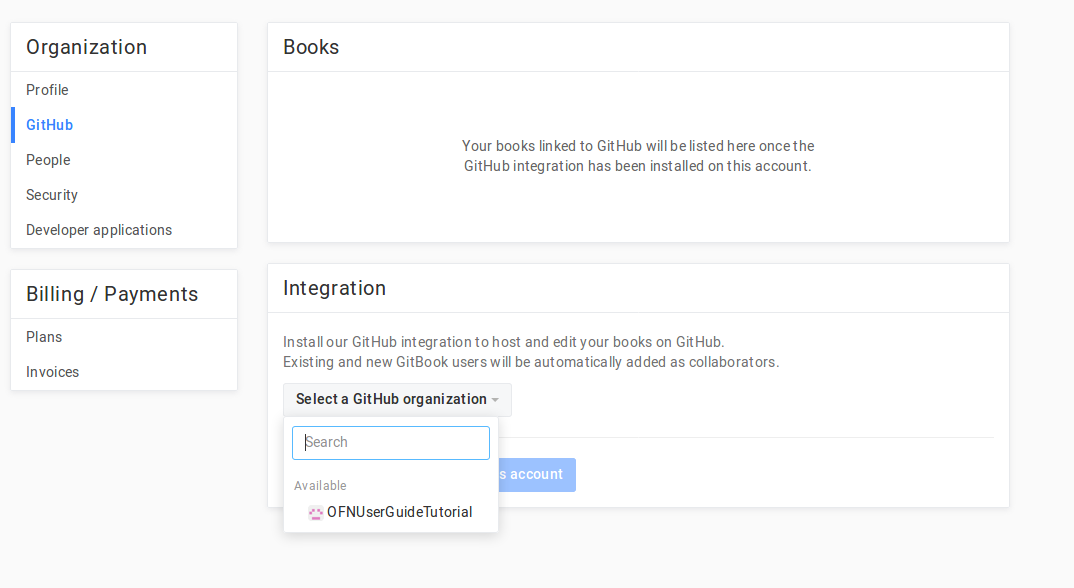 Organization
Profile
GitHub
People
Security
Developer applications
Billing / Payments
Plans
Invoices
Books
Your books linked to GitHub will be listed here once the
GitHub integration has been installed on this account.
Integration
Install our GitHub integration to host and edit your books on GitHub.
Existing and new GitBook users will be automatically added as collaborators.
Select a GitHub organization
Search
account
Available
OFNUserGuideTutorial